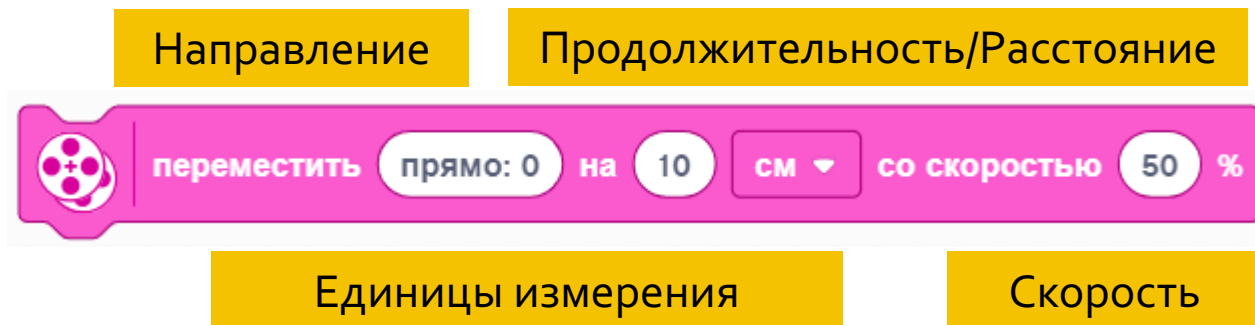 Направление Продолжительность/Расстояние
переместить прямо: 0 на 10 см со скоростью 50 %
Единицы измерения Скорость